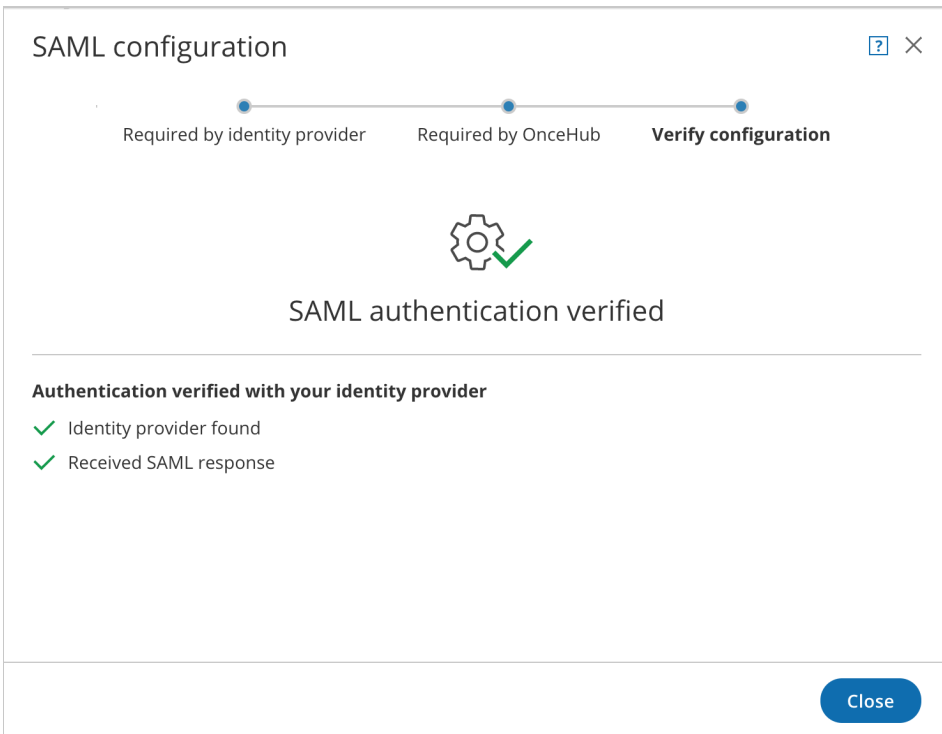 SAML configuration
?
Required by identity provider
Required by OnceHub
Verify configuration
SAML authentication verified
Authentication verified with your identity provider
Identity provider found
Received SAML response
Close